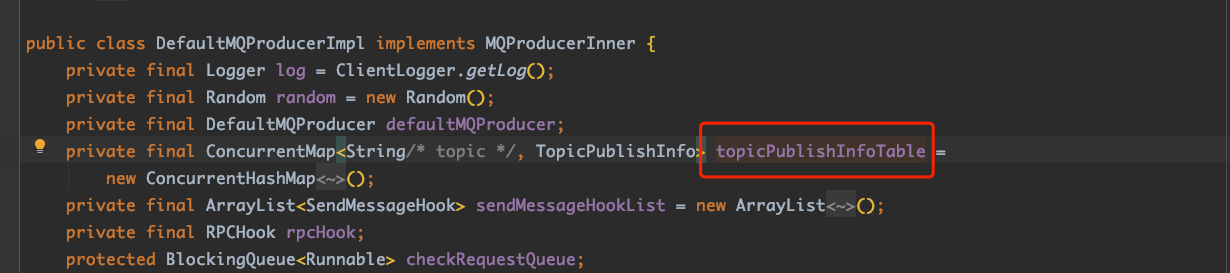 public class DefaultMQProducerImpl implements MQProducerInner {
private final Logger log = ClientLogger.getLog();
private final Random random = new Random();
private final DefaultMQProducer defaultMQProducer;
private final ConcurrentMap<String/* topic */, TopicPublishInfo> topicPublishInfoTable =
new ConcurrentHashMap<~>();
private final ArrayList<SendMessageHook> sendMessageHookList = new ArrayList<~>();
private final RPCHook rpcHook;
protected BlockingQueue<Runnable> checkRequestQueue;